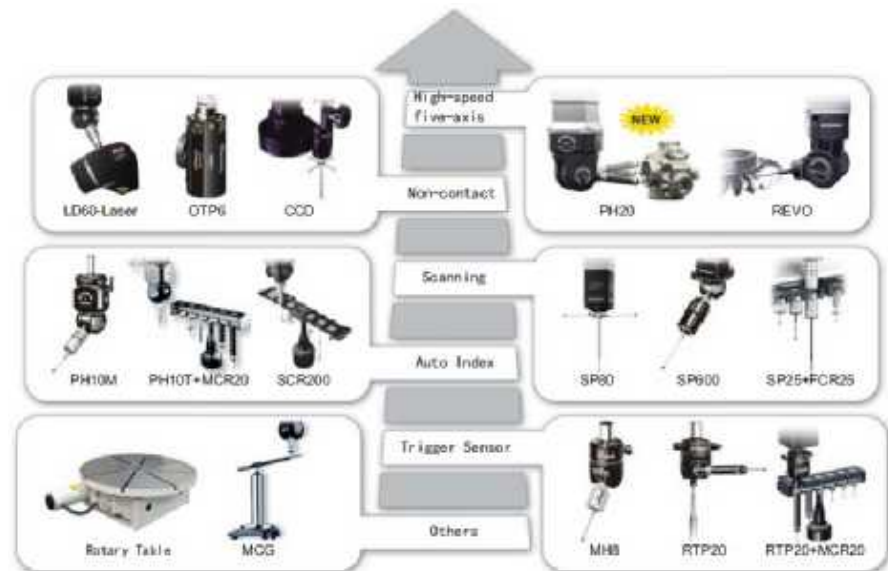 High-speed
five-axis
NEW
LD60-Laser
OTP6
CCD
Non-contact
PH20
REVO
Scanning
PH10M
PH10T+MCR20
SCR200
Auto Index
SP80
SP600
SP25+FCR25
Trigger Sensor
Rotary Table
MCG
Others
MH8
RTP20
RTP20+MCR20